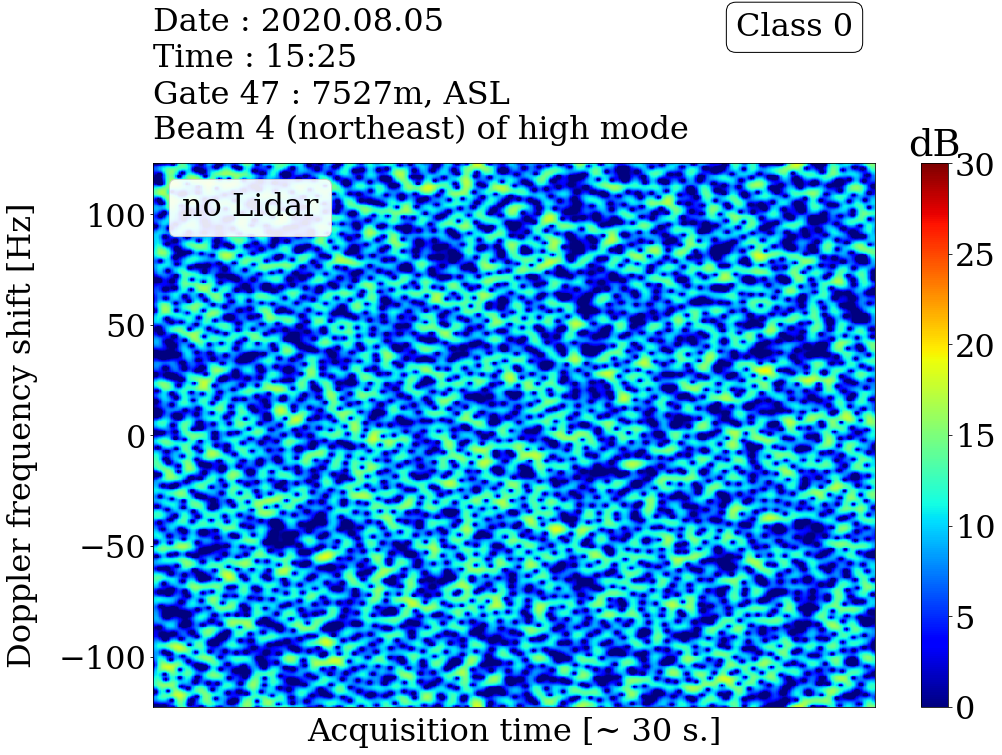 Date : 2020.08.05
Time : 15:25
Gate 47 : 7527m, ASL
Beam 4 (northeast) of high mode
Class 0
dB
no Lidar
Doppler frequency shift [Hz]
100
50
0
−50
−100
30
25
20
15
10
5
0
Acquisition time [~ 30 s.]